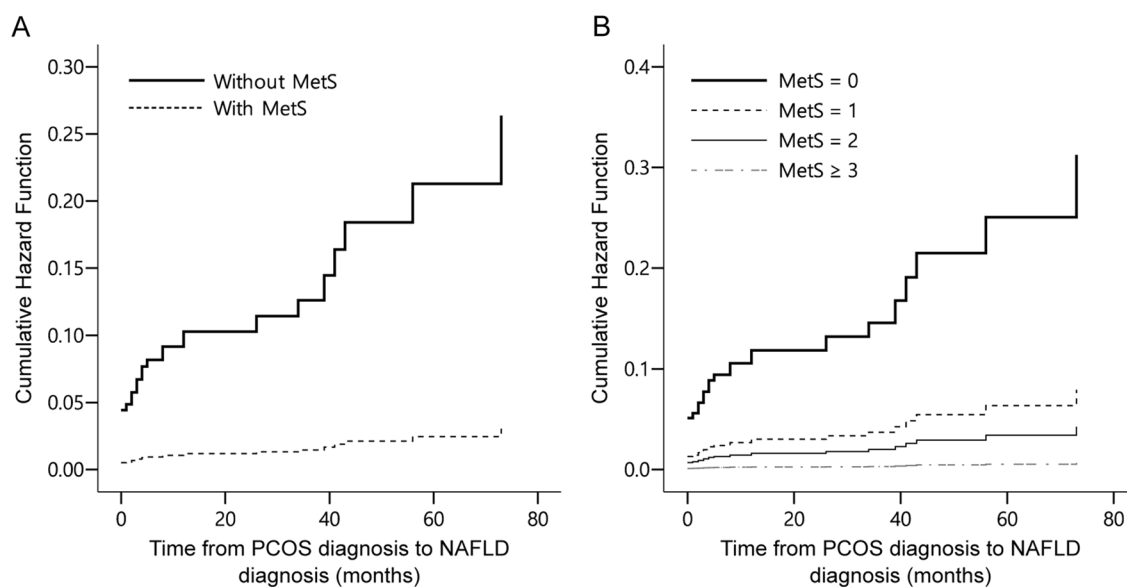 A
Cumulative Hazard Function
0.30
0.25
0.20
0.15
0.10
0.05
0.00
Without MetS
With MetS
0 20 40 60 80
Time from PCOS diagnosis to NAFLD
diagnosis (months)
B
Cumulative Hazard Function
0.4
0.3
0.2
0.1
0.0
MetS = 0
MetS = 1
MetS = 2
MetS ≥ 3
0 20 40 60 80
Time from PCOS diagnosis to NAFLD
diagnosis (months)